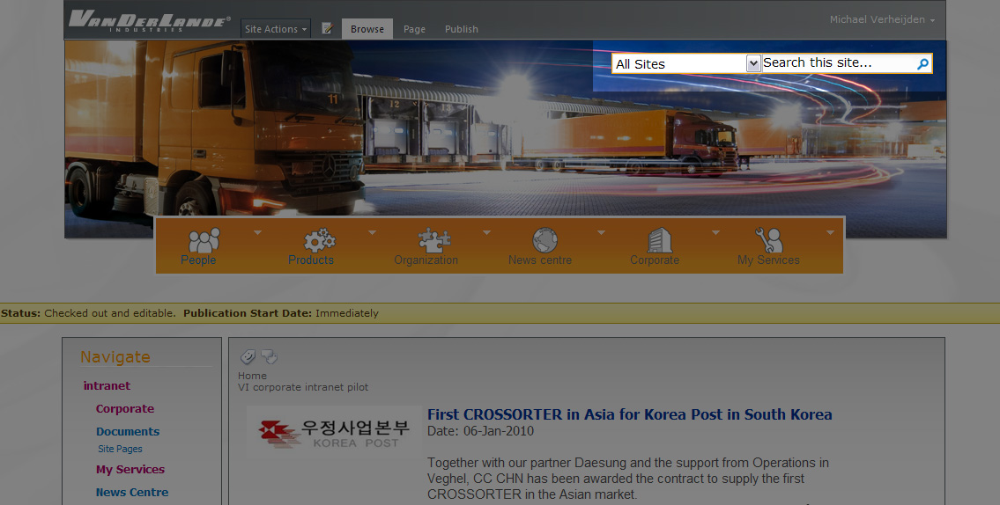 VANDERLANDE®
INDUSTRIES
Site Actions
Browse
Page
Publish
Michael Verheijden
All Sites
Search this site...
11
12
13
People
Products
Organization
News centre
Corporate
My Services
Status: Checked out and editable. Publication Start Date: Immediately
Navigate
intranet
Corporate
Documents
Site Pages
My Services
News Centre
Home
VI corporate intranet pilot
우정사업본부
KOREA POST
First CROSSORTER in Asia for Korea Post in South Korea
Date: 06-Jan-2010
Together with our partner Daesung and the support from Operations in
Veghel, CC CHN has been awarded the contract to supply the first
CROSSORTER in the Asian market.